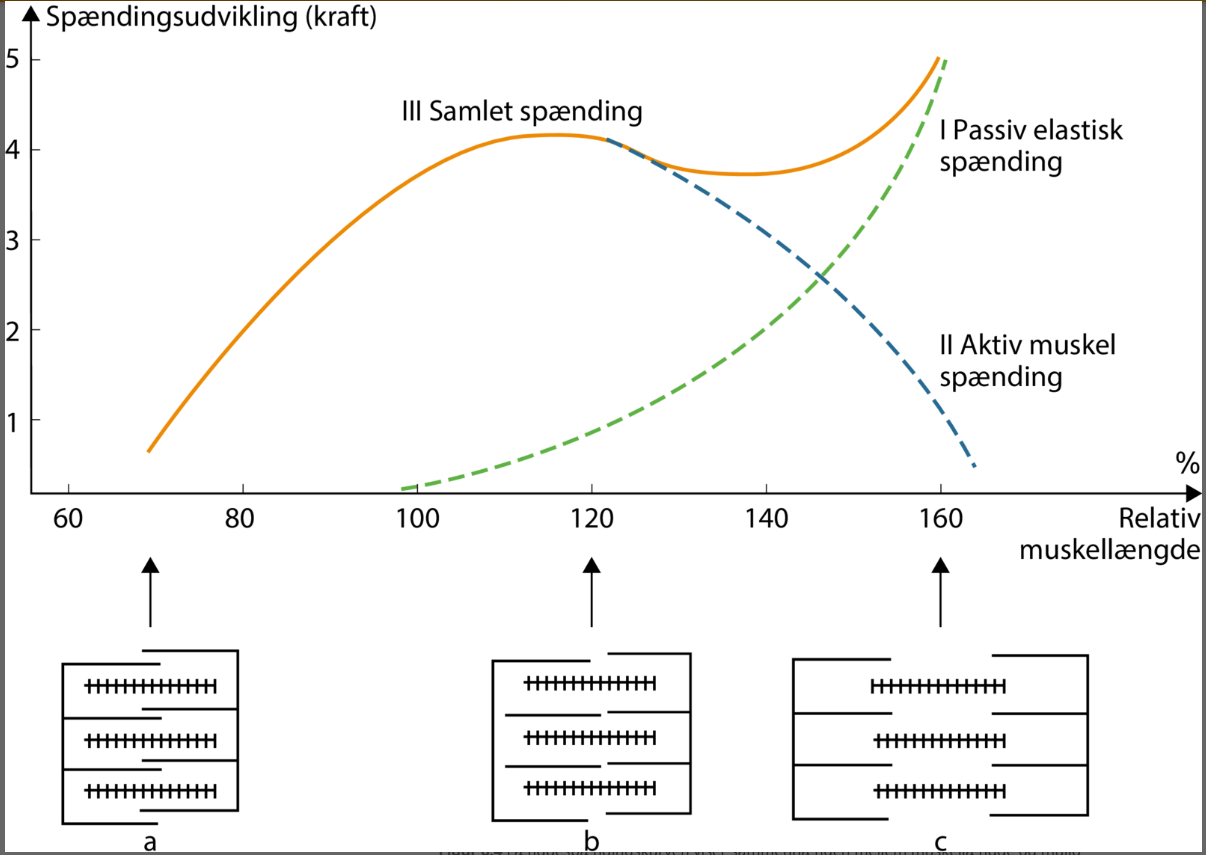 Spændingsudvikling (kraft)
5
III Samlet spænding
I Passiv elastisk
spænding
4
3
II Aktiv muskel
spænding
2
1
%
60 80 100 120 140 160 Relativ
muskellængde
a b c